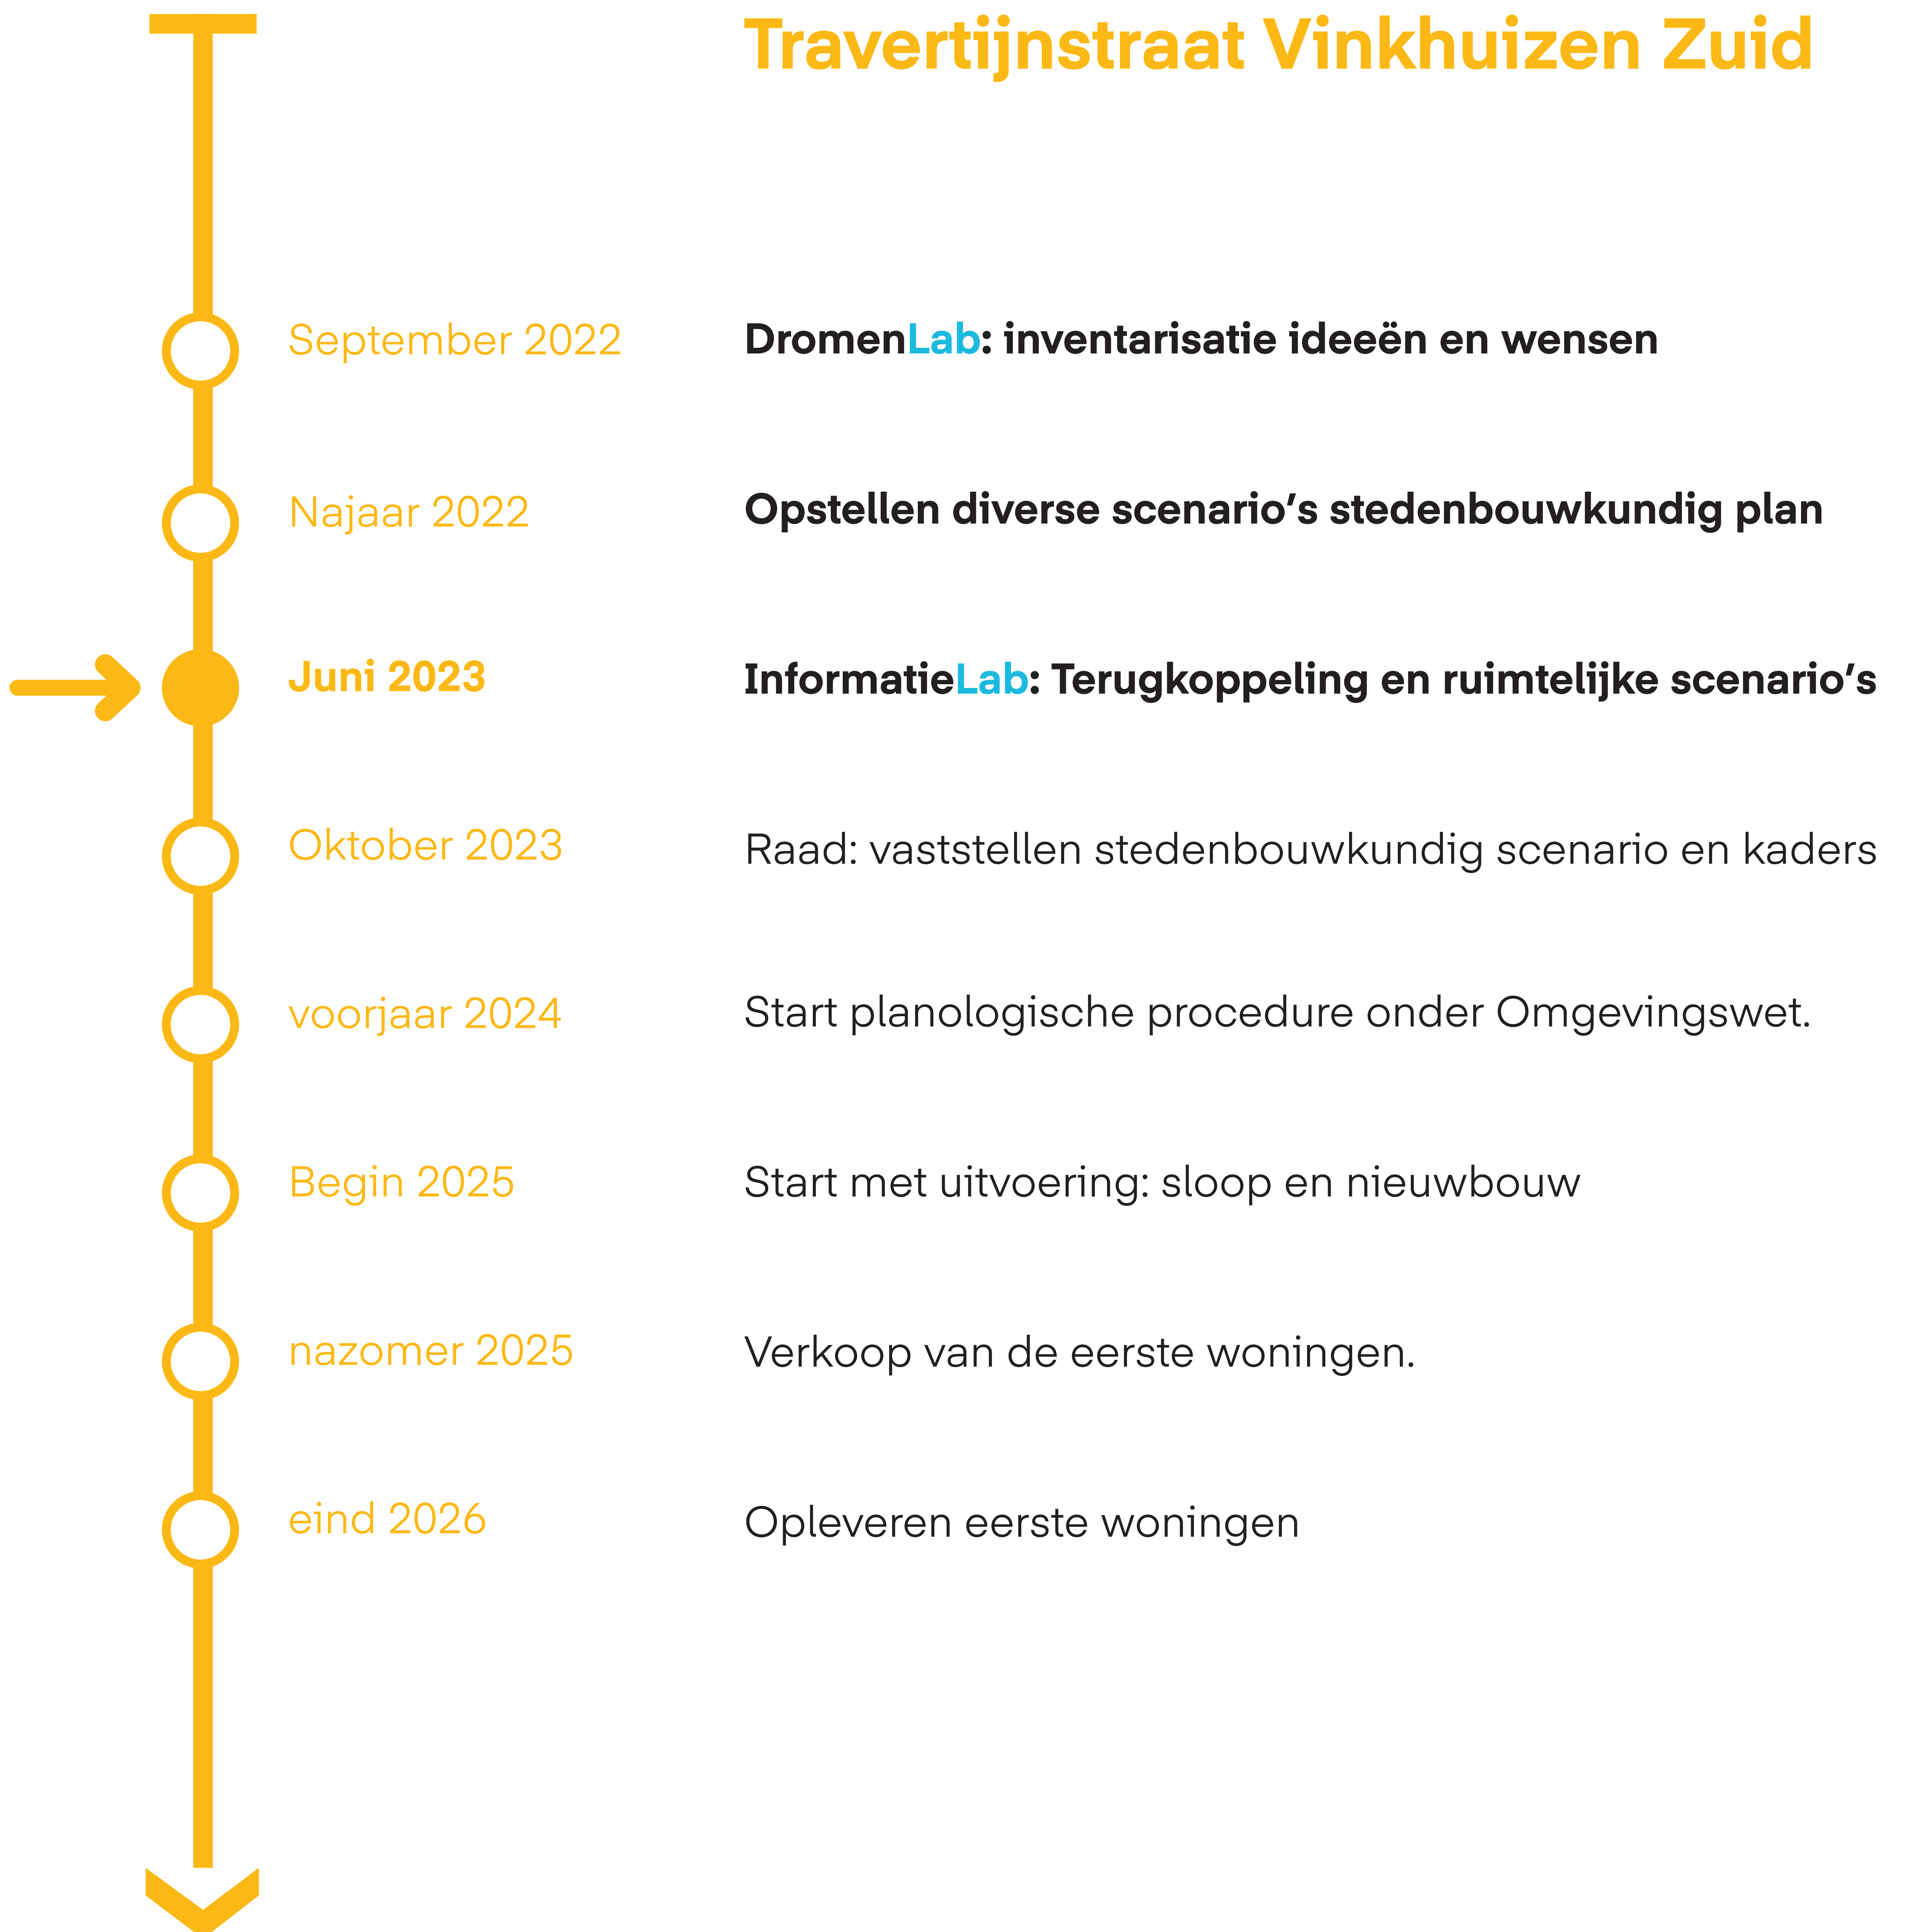 Travertijnstraat Vinkhuizen Zuid
September 2022 DromenLab: inventarisatie ideeën en wensen
Najaar 2022 Opstellen diverse scenario’s stedenbouwkundig plan
Juni 2023 InformatieLab: Terugkoppeling en ruimtelijke scenario’s
Oktober 2023 Raad: vaststellen stedenbouwkundig scenario en kaders
voorjaar 2024 Start planologische procedure onder Omgevingswet.
Begin 2025 Start met uitvoering: sloop en nieuwbouw
nazomer 2025 Verkoop van de eerste woningen.
eind 2026 Opleveren eerste woningen